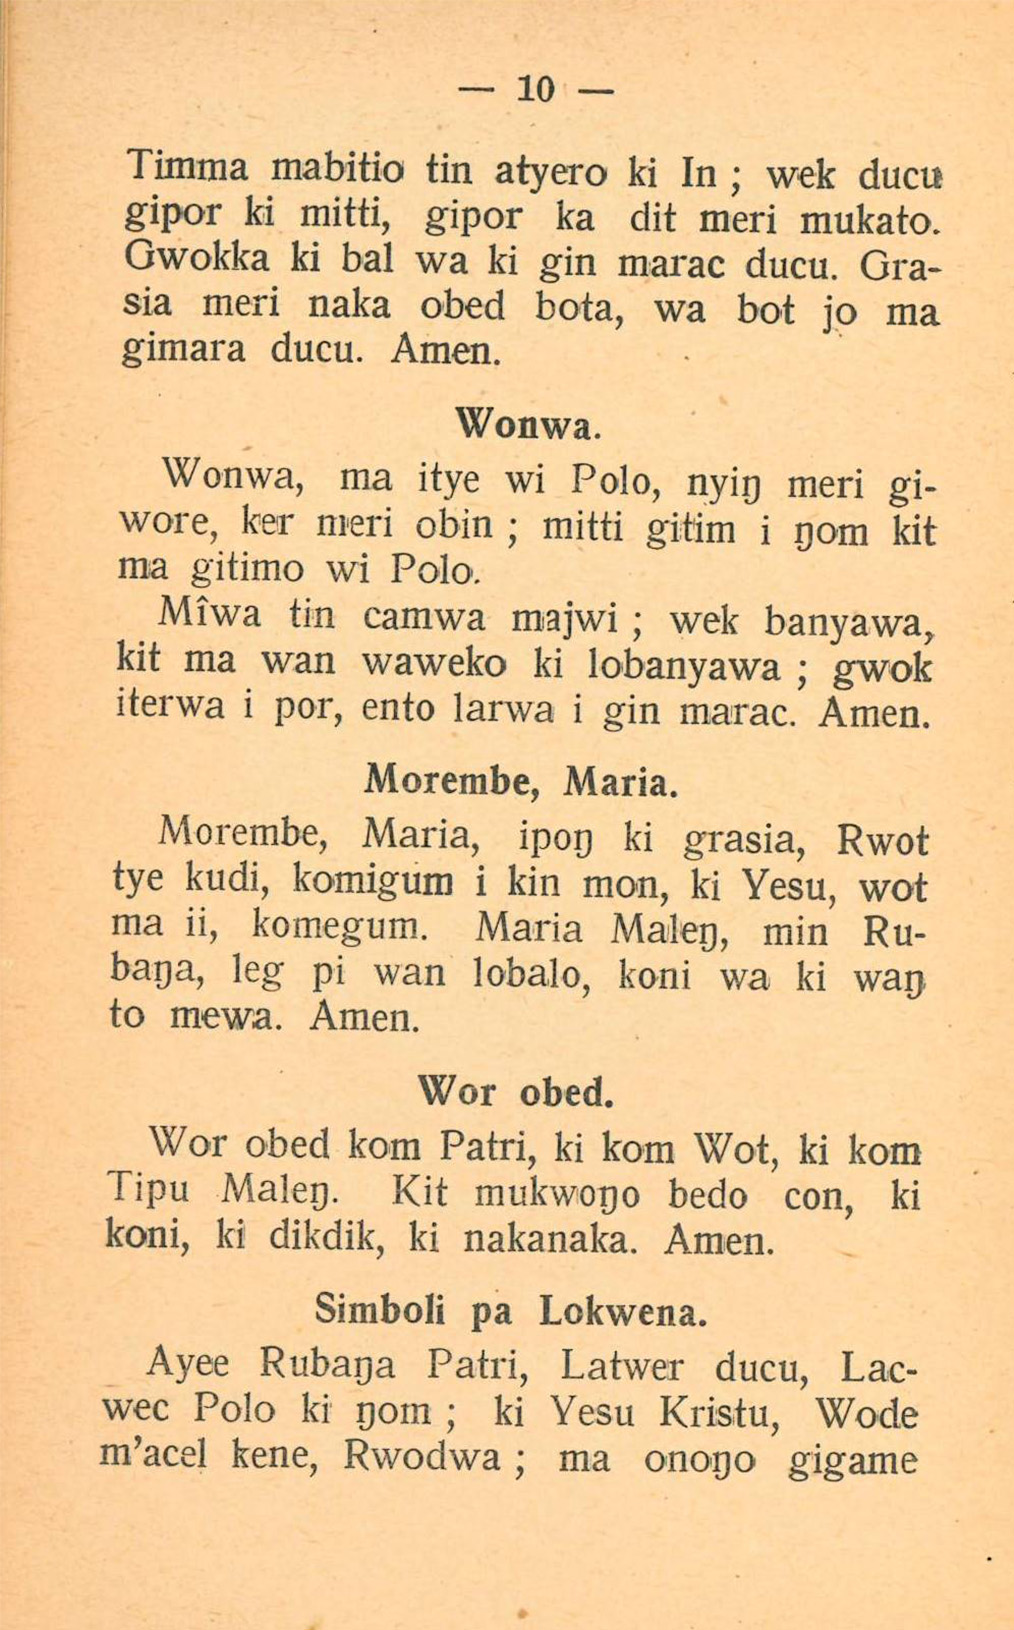 — 10 —
Timma mabitio tin atyero ki In ; wek ducu
gipor ki mitti, gipor ka dit meri mukato.
Gwokka ki bal wa ki gin marac ducu. Gra-
sia meri naka obed bota, wa bot jo ma
gimara ducu. Amen.
Wonwa.
Wonwa, ma itye wi Polo, nyiŋ meri gi-
wore, ker meri obin ; mitti gitim i ŋom kit
ma gitimo wi Polo.
Mîwa tin camwa majwi ; wek banyawa,
kit ma wan waweko ki lobanyawa ; gwok
iterwa i por, ento larwa i gin marac. Amen.
Morembe, Maria.
Morembe, Maria, ipoŋ ki grasia, Rwot
tye kudi, komigum i kin mon, ki Yesu, wot
ma ii, komegum. Maria Maleŋ, min Ru-
baŋa, leg pi wan lobalo, koni wa ki waŋ
to mewa. Amen.
Wor obed.
Wor obed kom Patri, ki kom Wot, ki kom
Tipu Maleŋ. Kit mukwoŋo bedo con, ki
koni, ki dikdik, ki nakanaka. Amen.
Simboli pa Lokwena.
Ayee Rubaŋa Patri, Latwer ducu, Lac-
wec Polo ki ŋom ; ki Yesu Kristu, Wode
m'acel kene, Rwodwa ; ma onoŋo gigame